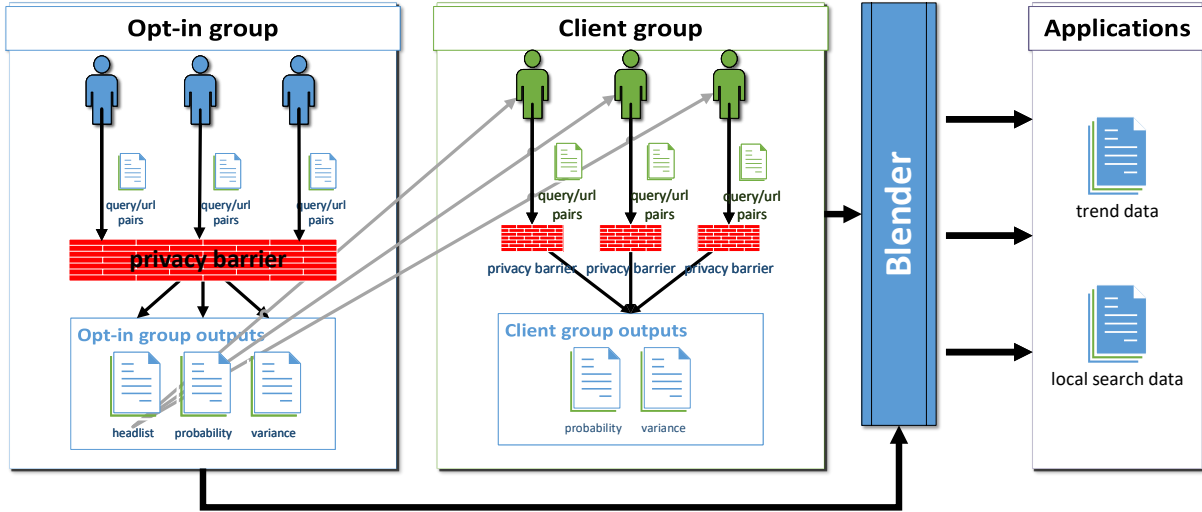 Opt-in group
query/url
pairs
query/url
pairs
query/url
pairs
privacy barrier
Opt-in group outputs
headlist
probability
variance
Client group
query/url
pairs
query/url
pairs
query/url
pairs
privacy barrier
privacy barrier
privacy barrier
Client group outputs
probability
variance
Blender
Applications
trend data
local search data